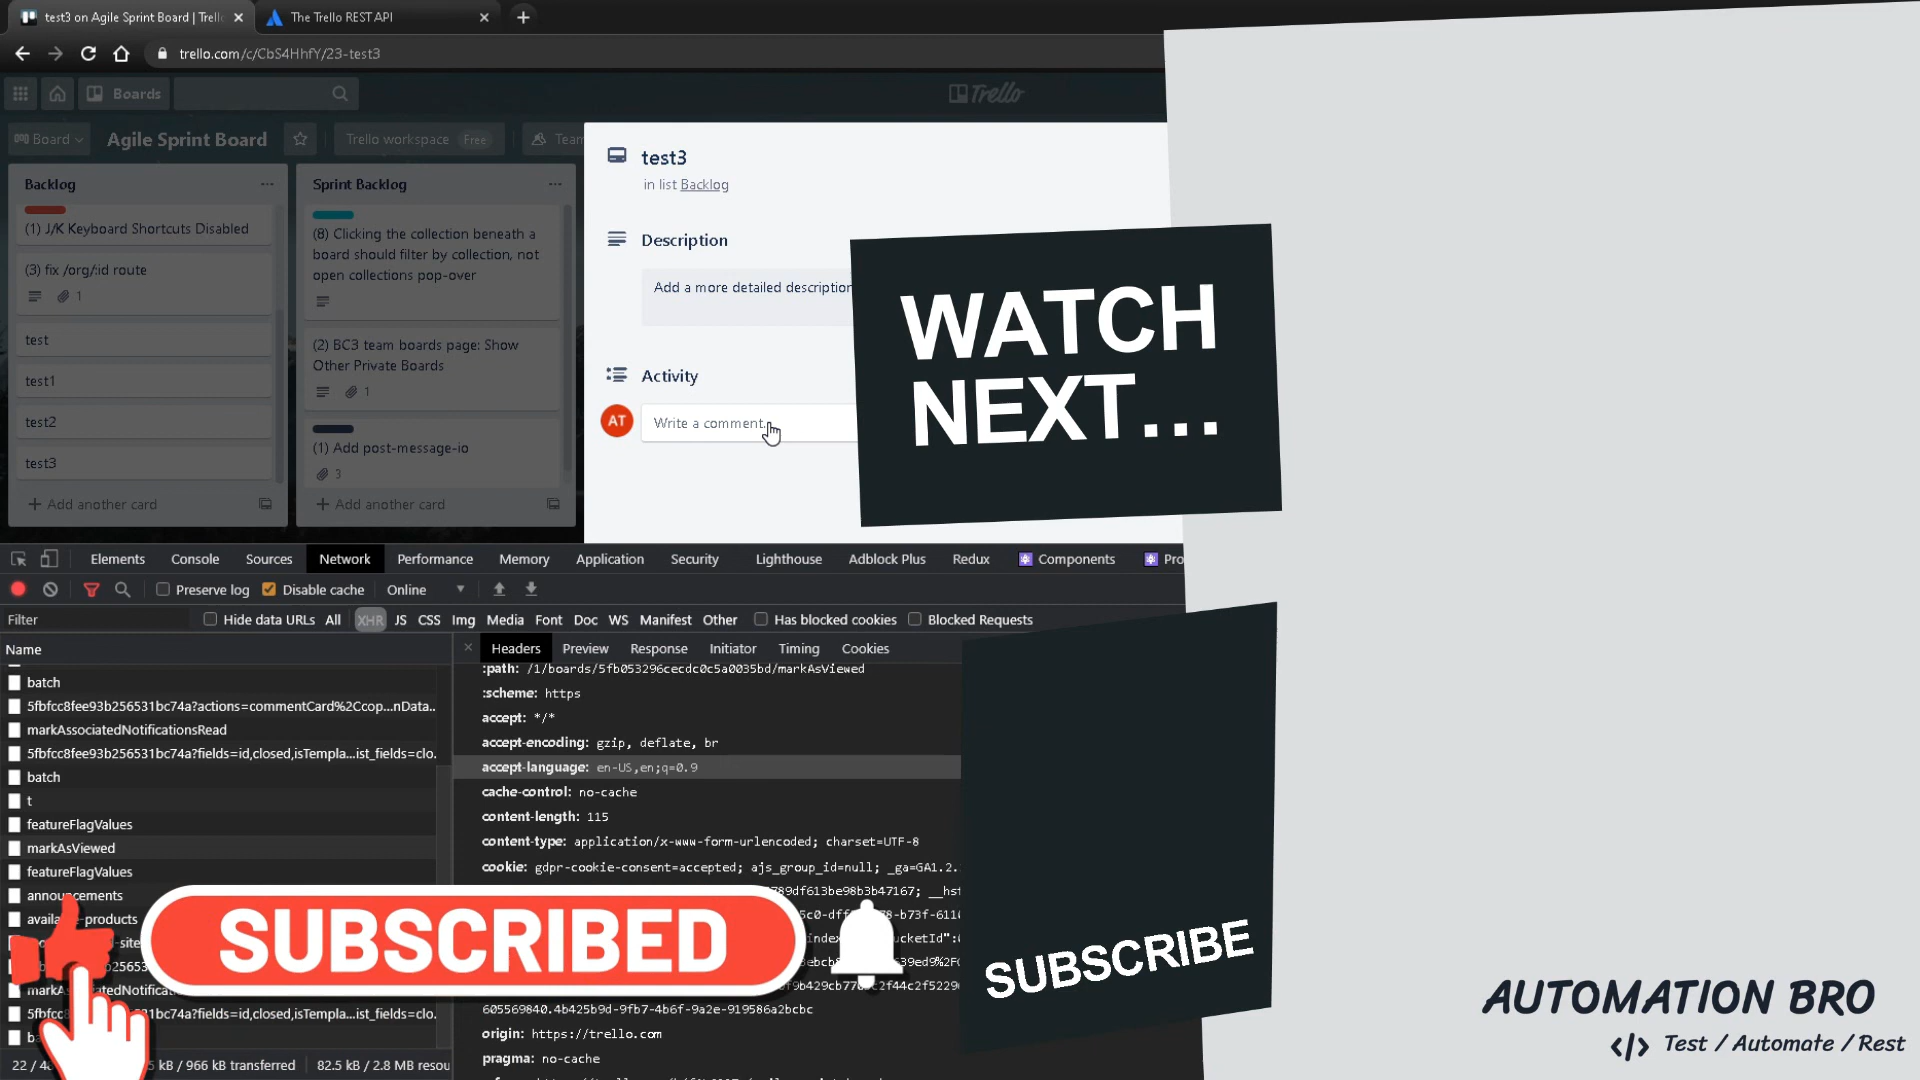 test3 on Agile Sprint Board | Trell
The Trello REST API
trello.com/c/CbS4HhfY/23-test3
Boards
Trello
Board
Agile Sprint Board
Trello workspace Free
Team
Backlog
(1) J/K Keyboard Shortcuts Disabled
(3) fix /org/:id route
1
test
test1
test2
test3
+ Add another card
Sprint Backlog
(8) Clicking the collection beneath a
board should filter by collection, not
open collections pop-over
(2) BC3 team boards page: Show
Other Private Boards
1
(1) Add post-message-io
3
+ Add another card
test3
in list Backlog
Description
Add a more detailed description
Activity
AT
Write a comment
WATCH
NEXT...
Elements Console Sources Network Performance Memory Application Security Lighthouse Adblock Plus Redux Components Pro
Preserve log Disable cache Online
Filter Hide data URLs All XHR JS CSS Img Media Font Doc WS Manifest Other Has blocked cookies Blocked Requests
Name
batch
5fbfcc8fee93b256531bc74a?actions=commentCard%2Ccop...nData..
markAssociatedNotificationsRead
5fbfcc8fee93b256531bc74a?fields=id,closed,isTempla...ist_fields=clo.
batch
t
featureFlagValues
markAsViewed
featureFlagValues
announcements
5fbfcc
Headers Preview Response Initiator Timing Cookies
:path: /1/boards/5fb053296cecdc0c5a0035bd/markAsViewed
:scheme: https
accept: */*
accept-encoding: gzip, deflate, br
accept-language: en-US,en;q=0.9
cache-control: no-cache
content-length: 115
content-type: application/x-www-form-urlencoded; charset=UTF-8
cookie: gdpr-cookie-consent=accepted; ajs_group_id=null; _ga=GA1.2.
789df613be98b3b47167; __hst
605569840.4b425b9d-9fb7-4b6f-9a2e-919586a2bcbc
origin: https://trello.com
pragma: no-cache
kB / 966 kB transferred 82.5 kB / 2.8 MB resou
SUBSCRIBED
SUBSCRIBE
AUTOMATION BRO
</> Test / Automate / Rest